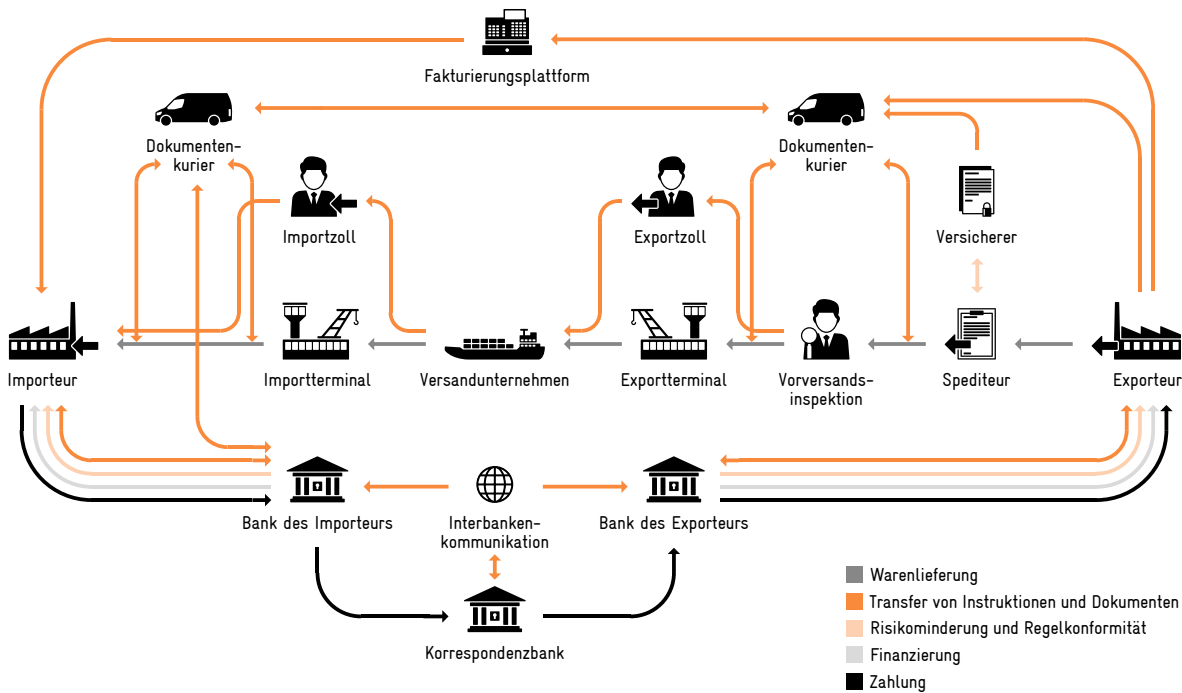 Fakturierungsplattform
Dokumenten-
kurier
Dokumenten-
kurier
Importzoll
Exportzoll
Versicherer
Importeur
Importterminal
Versandunternehmen
Exportterminal
Vorversands-
inspektion
Spediteur
Exporteur
Bank des Importeurs
Interbanken-
kommunikation
Bank des Exporteurs
Korrespondenzbank
Warenlieferung
Transfer von Instruktionen und Dokumenten
Risikominderung und Regelkonformität
Finanzierung
Zahlung